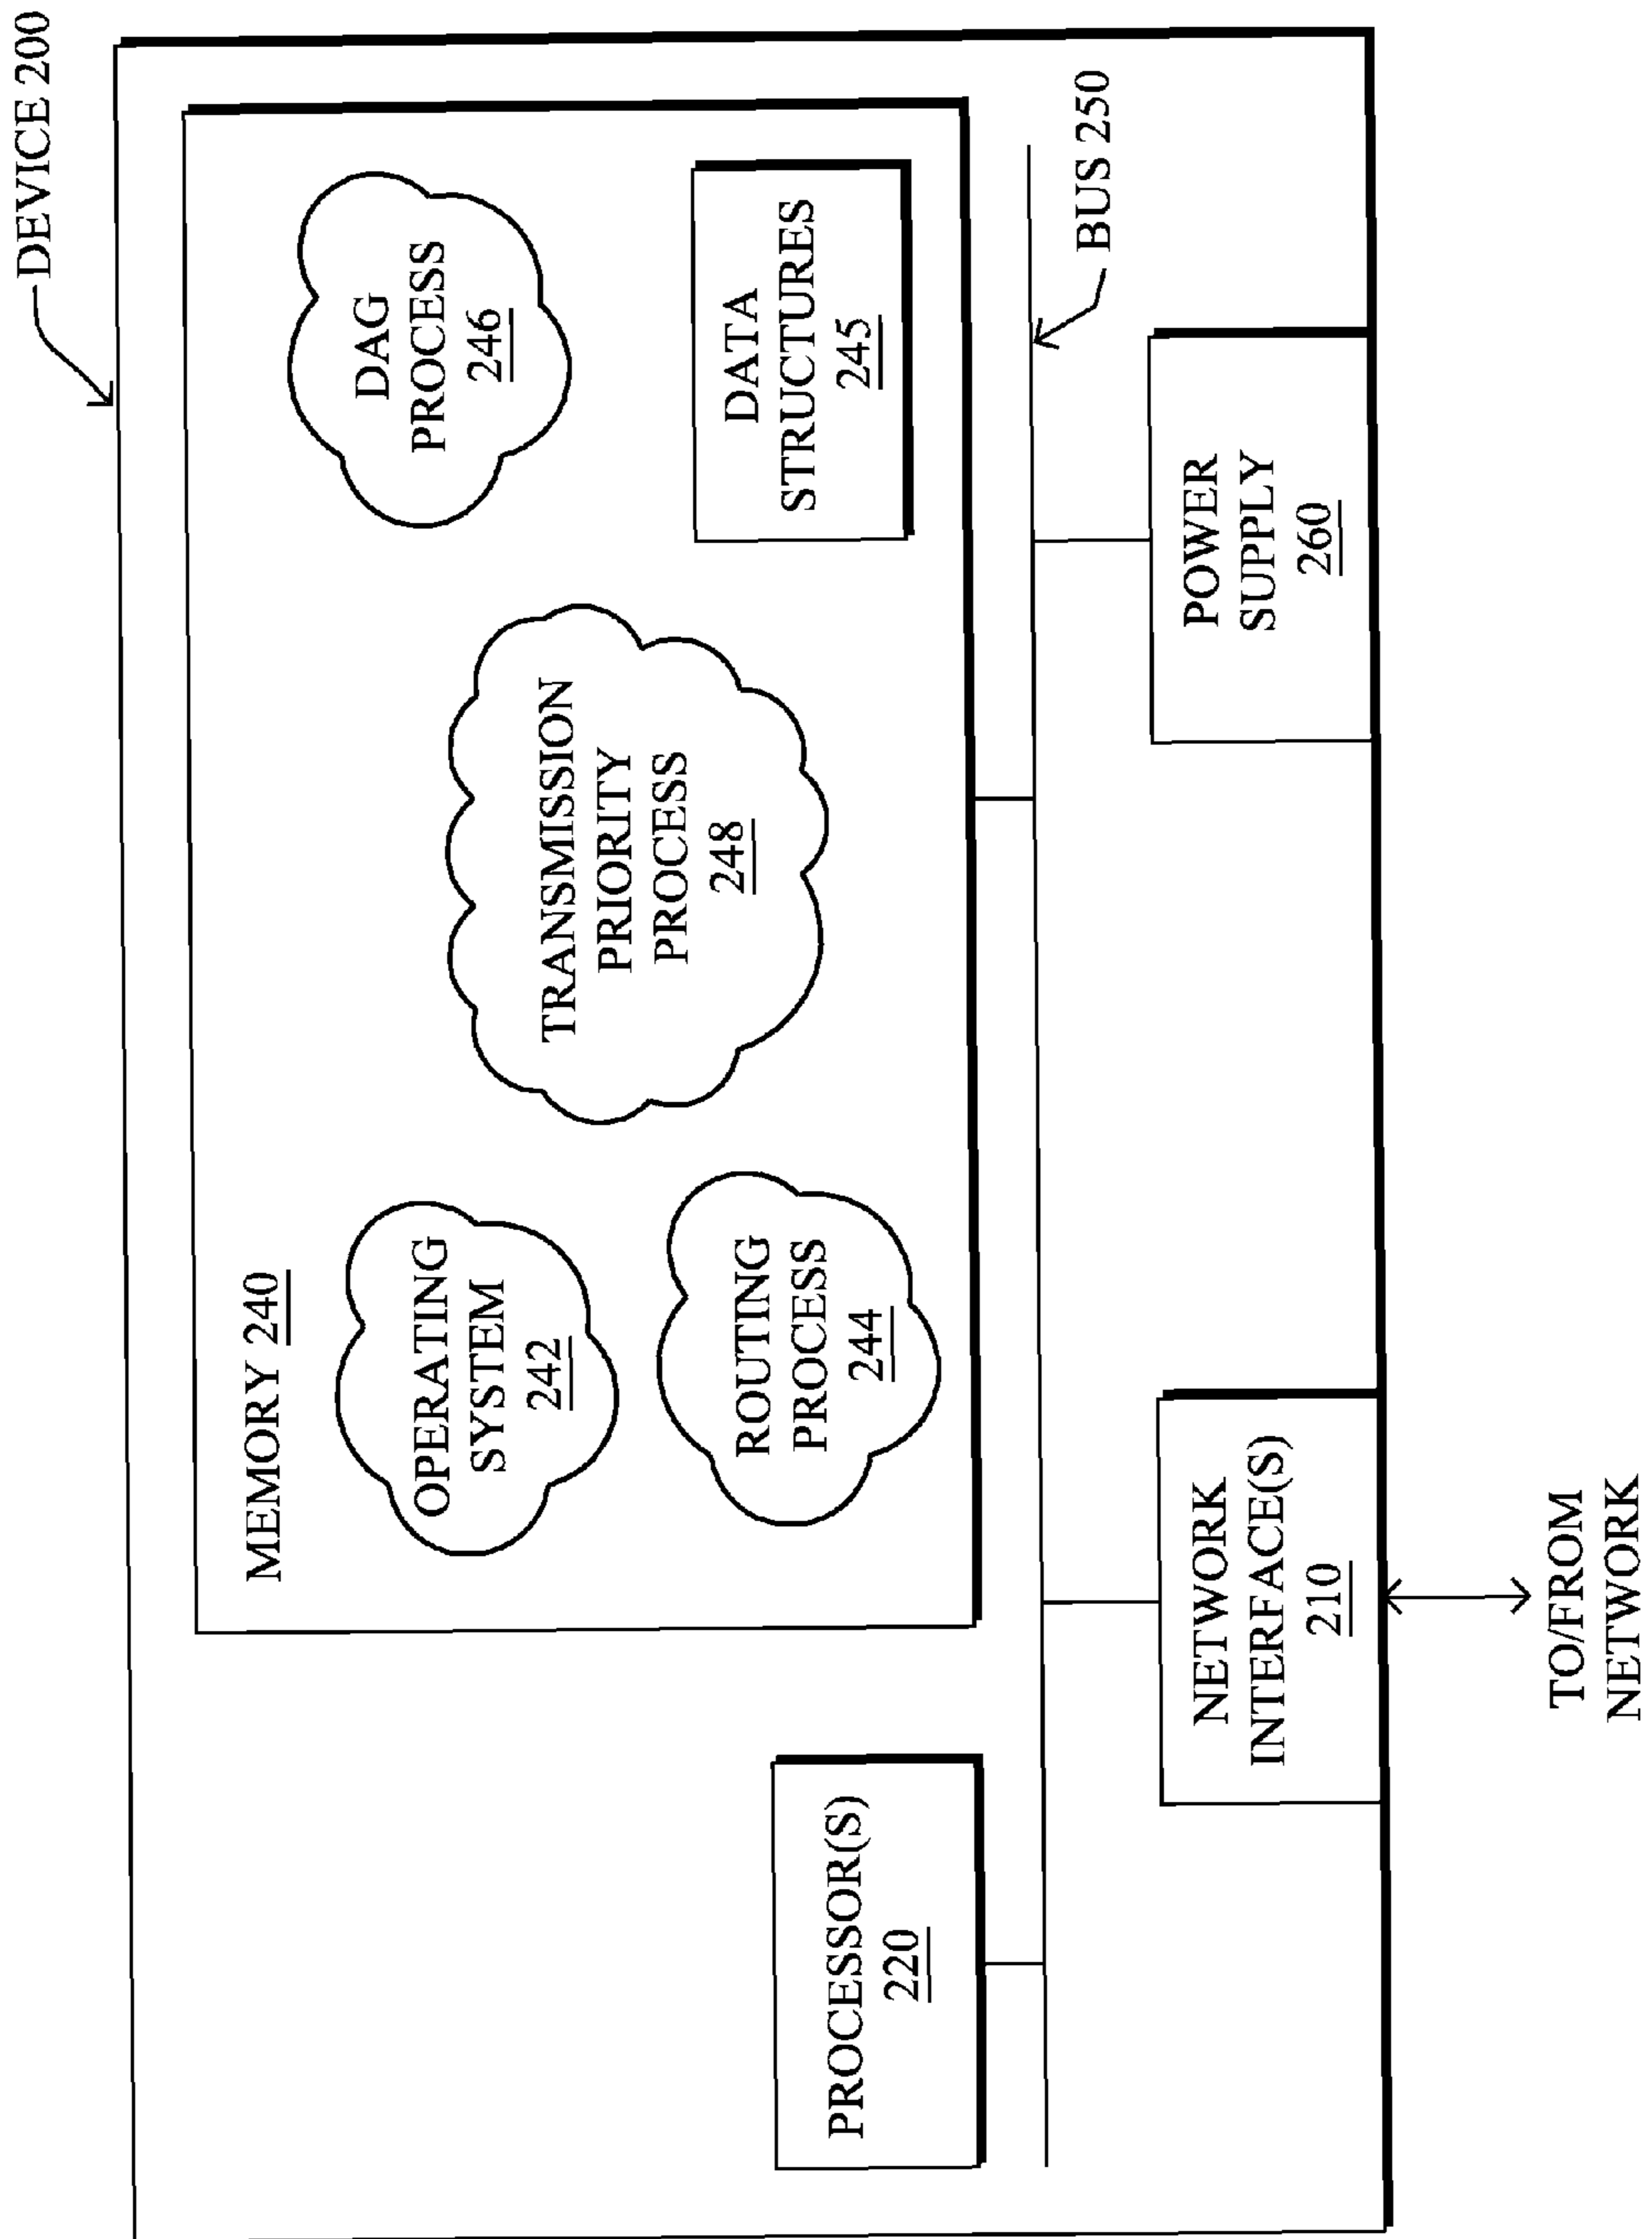 DEVICE 200
MEMORY 240
OPERATING
SYSTEM
242
ROUTING
PROCESS
244
TRANSMISSION
PRIORITY
PROCESS
248
DAG
PROCESS
246
DATA
STRUCTURES
245
PROCESSOR(S)
220
BUS 250
NETWORK
INTERFACE(S)
210
POWER
SUPPLY
260
TO/FROM
NETWORK